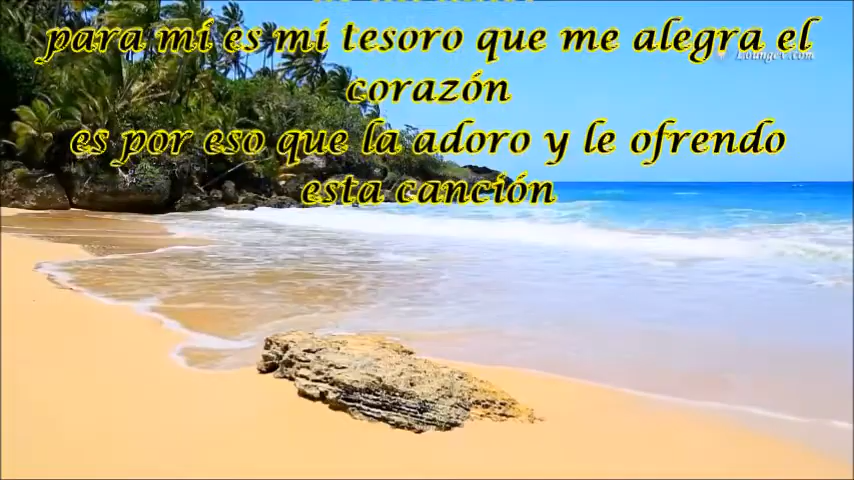 para mí es mi tesoro que me alegra el
corazón
es por eso que la adoro y le ofrendo
esta canción